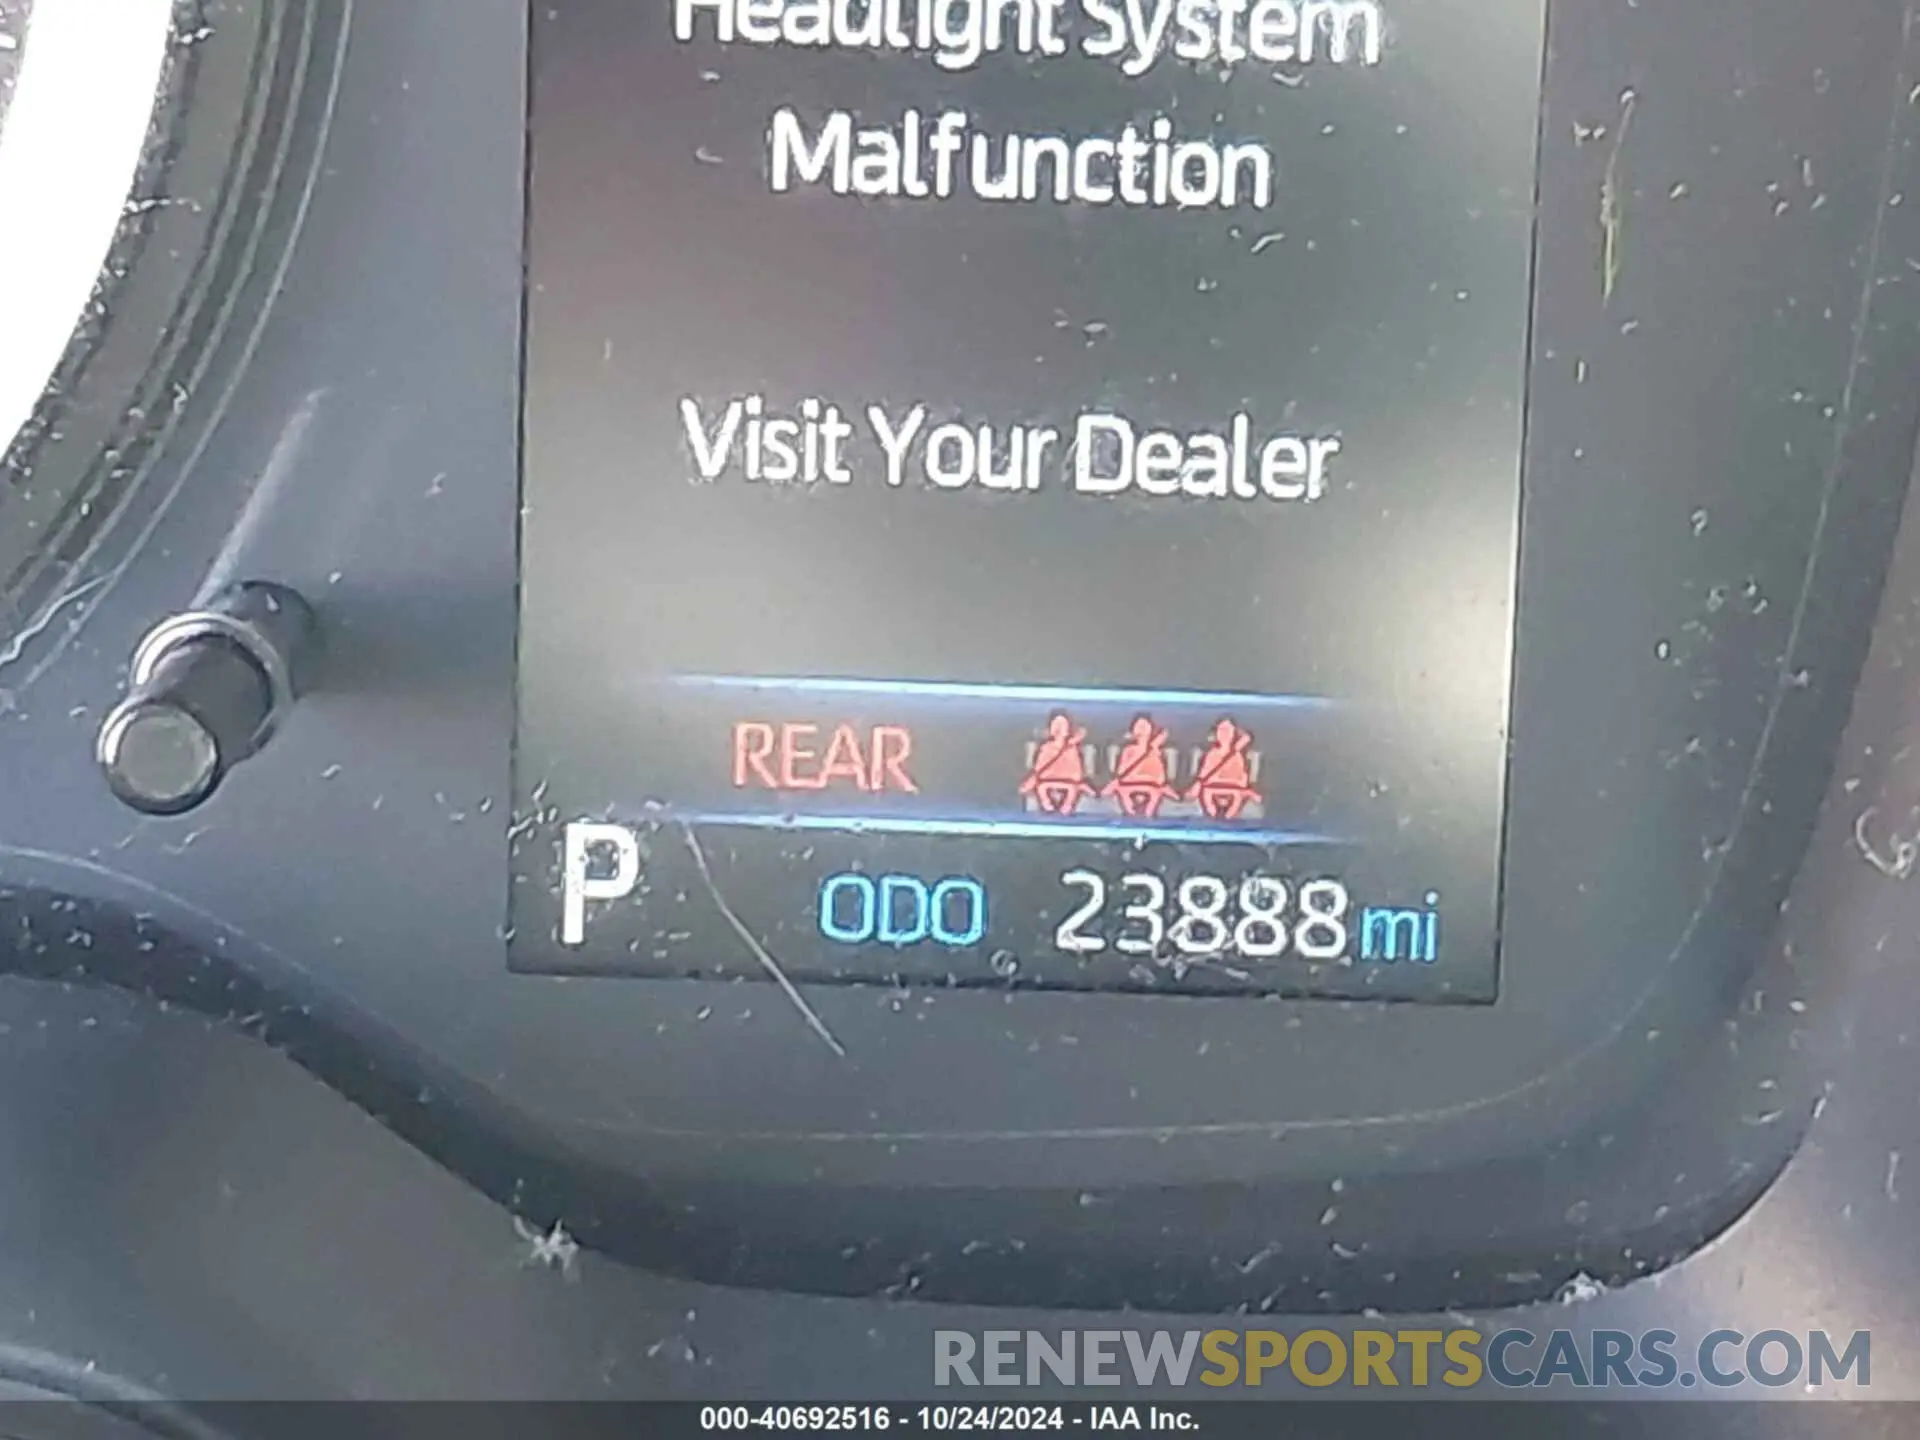 Headlight System
Malfunction
Visit Your Dealer
REAR
P ODO 23888 mi
RENEWSPORTSCARS.COM
000-40692516 - 10/24/2024 - IAA Inc.